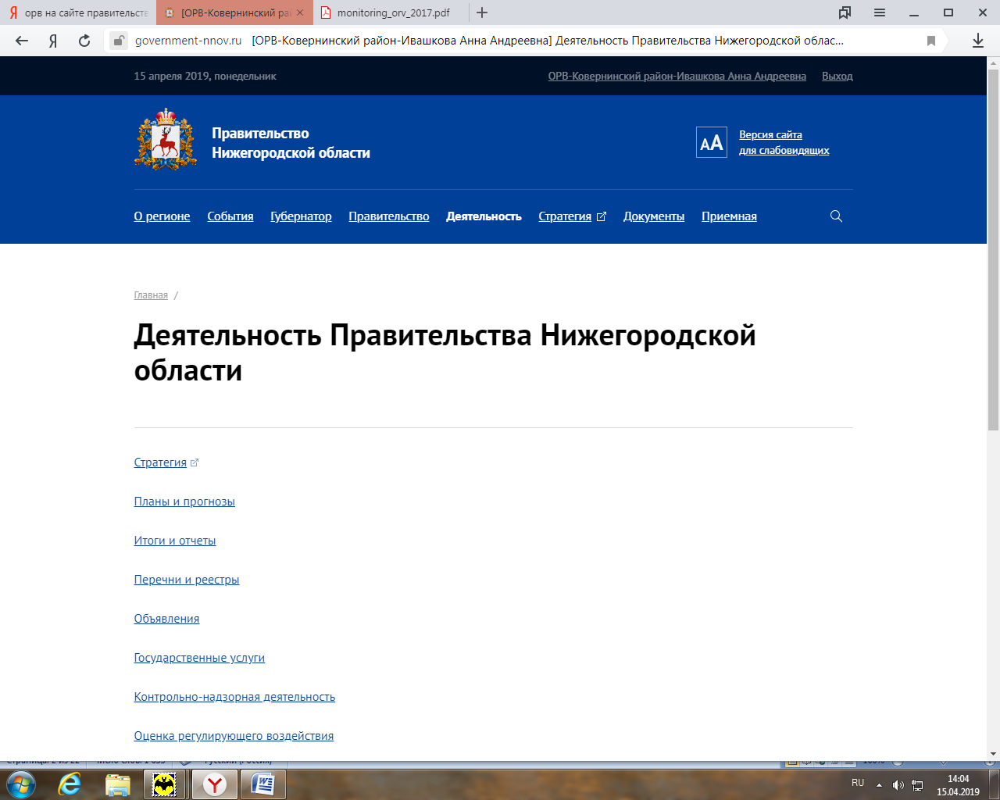 орв на сайте правительств
[ОРВ-Ковернинский рай
monitoring_orv_2017.pdf
government-nnov.ru [ОРВ-Ковернинский район-Ивашкова Анна Андреевна] Деятельность Правительства Нижегородской облас...
15 апреля 2019, понедельник
ОРВ-Ковернинский район-Ивашкова Анна Андреевна
Выход
Правительство
Нижегородской области
АА
Версия сайта
для слабовидящих
О регионе
События
Губернатор
Правительство
Деятельность
Стратегия
Документы
Приемная
Главная /
Деятельность Правительства Нижегородской
области
Стратегия
Планы и прогнозы
Итоги и отчеты
Перечни и реестры
Объявления
Государственные услуги
Контрольно-надзорная деятельность
Оценка регулирующего воздействия
RU
14:04
15.04.2019